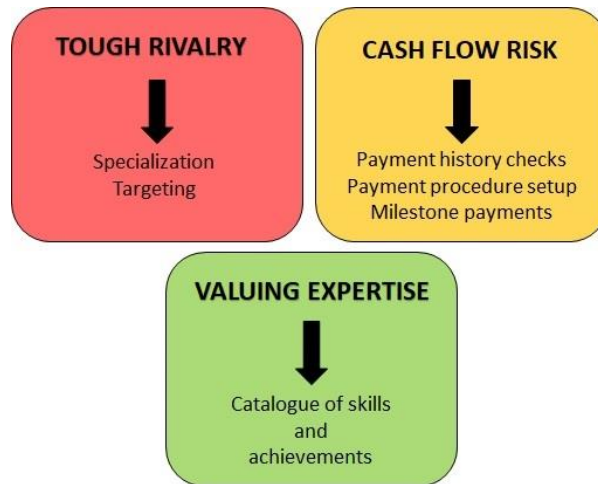 TOUGH RIVALRY
Specialization
Targeting
CASH FLOW RISK
Payment history checks
Payment procedure setup
Milestone payments
VALUING EXPERTISE
Catalogue of skills
and
achievements